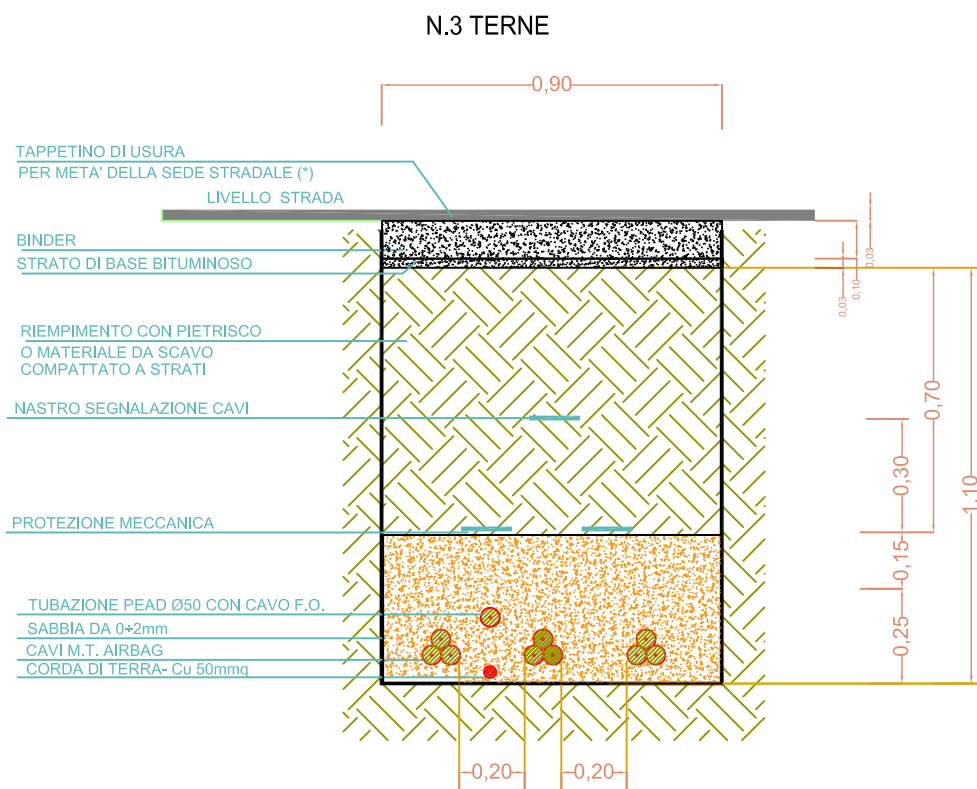 N.3 TERNE
0,90
TAPPETINO DI USURA
PER META' DELLA SEDE STRADALE (*)
LIVELLO STRADA
BINDER
STRATO DI BASE BITUMINOSO
0,03
0,10
0,03
RIEMPIMENTO CON PIETRISCO
O MATERIALE DA SCAVO
COMPATTATO A STRATI
NASTRO SEGNALAZIONE CAVI
0,70
0,30
1.10
PROTEZIONE MECCANICA
0,15
TUBAZIONE PEAD Ø50 CON CAVO F.O.
SABBIA DA 0÷2mm
CAVI M.T. AIRBAG
CORDA DI TERRA- Cu 50mmq
0,25
0,20
0,20